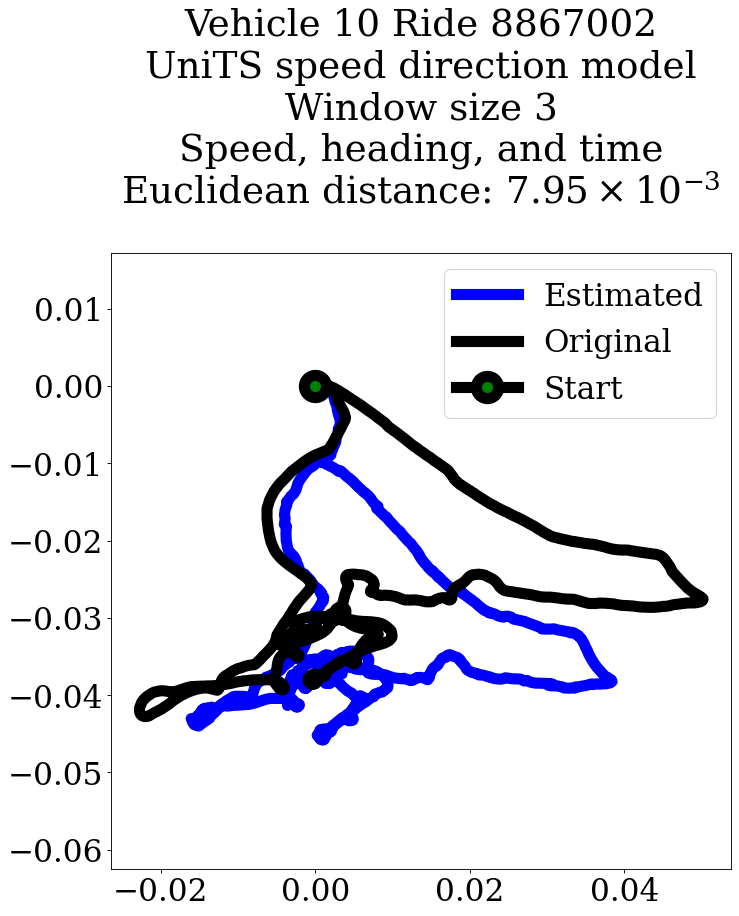 Vehicle 10 Ride 8867002
UniTS speed direction model
Window size 3
Speed, heading, and time
Euclidean distance: 7.95 × 10⁻³
Estimated
Original
Start
0.01
0.00
−0.01
−0.02
−0.03
−0.04
−0.05
−0.06
−0.02 0.00 0.02 0.04